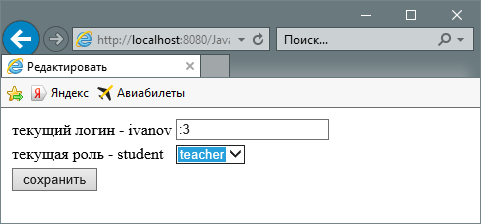 http://localhost:8080/Java
Поиск...
Редактировать
Яндекс
Авиабилеты
текущий логин - ivanov :3
текущая роль - student teacher
сохранить